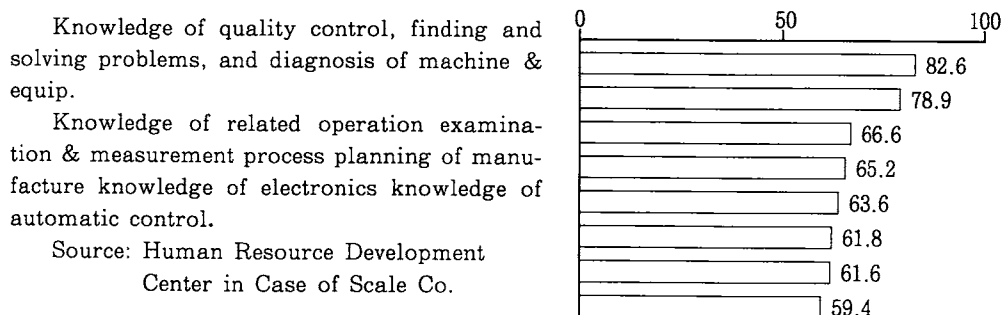 Knowledge of quality control, finding and
solving problems, and diagnosis of machine &
equip.
Knowledge of related operation examina-
tion & measurement process planning of manu-
facture knowledge of electronics knowledge of
automatic control.
Source: Human Resource Development
Center in Case of Scale Co.
0 50 100
82.6
78.9
66.6
65.2
63.6
61.8
61.6
59.4